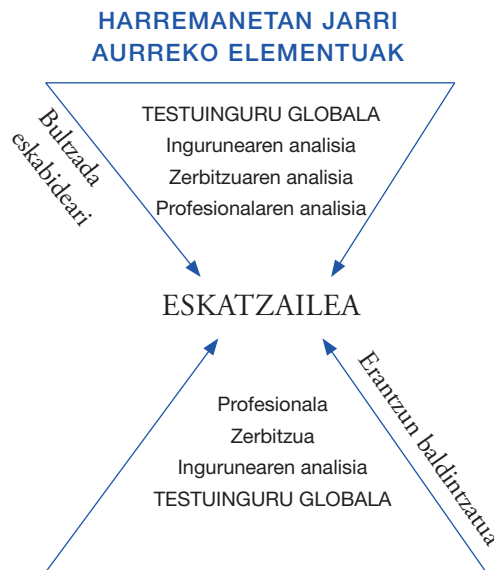 HARREMANETAN JARRI
AURREKO ELEMENTUAK
Bultzada
eskabideari
TESTUINGURU GLOBALA
Ingurunearen analisia
Zerbitzuaren analisia
Profesionalaren analisia
ESKATZAILEA
Profesionala
Zerbitzua
Ingurunearen analisia
TESTUINGURU GLOBALA
Erantzun baldintzatua